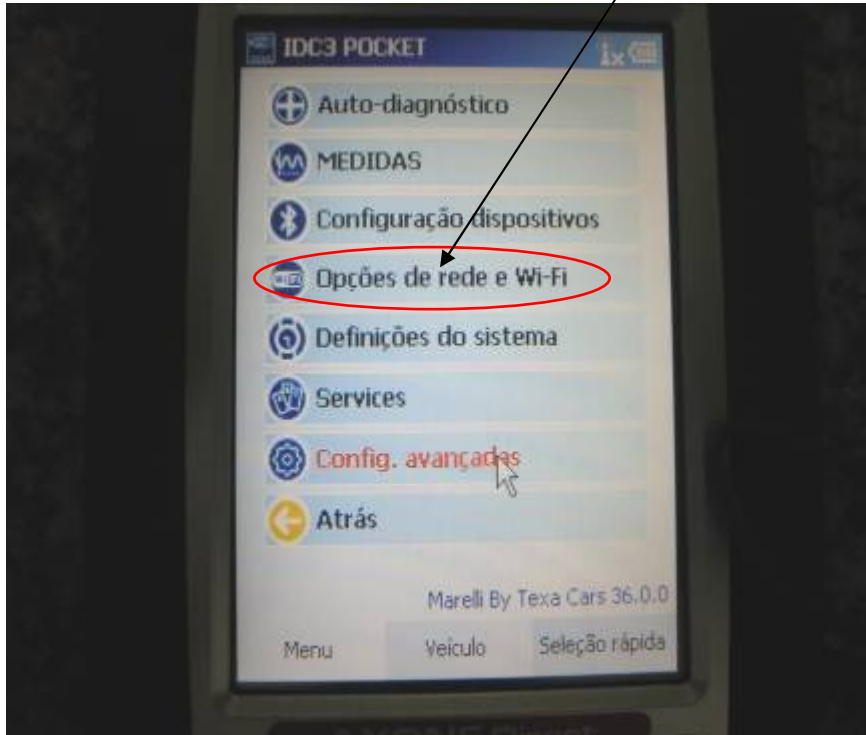 IDC3 POCKET
Auto-diagnóstico
MEDIDAS
Configuração dispositivos
Opções de rede e Wi-Fi
Definições do sistema
Services
Config. avançadas
Atrás
Marelli By Texa Cars 36.0.0
Menu Veículo Seleção rápida